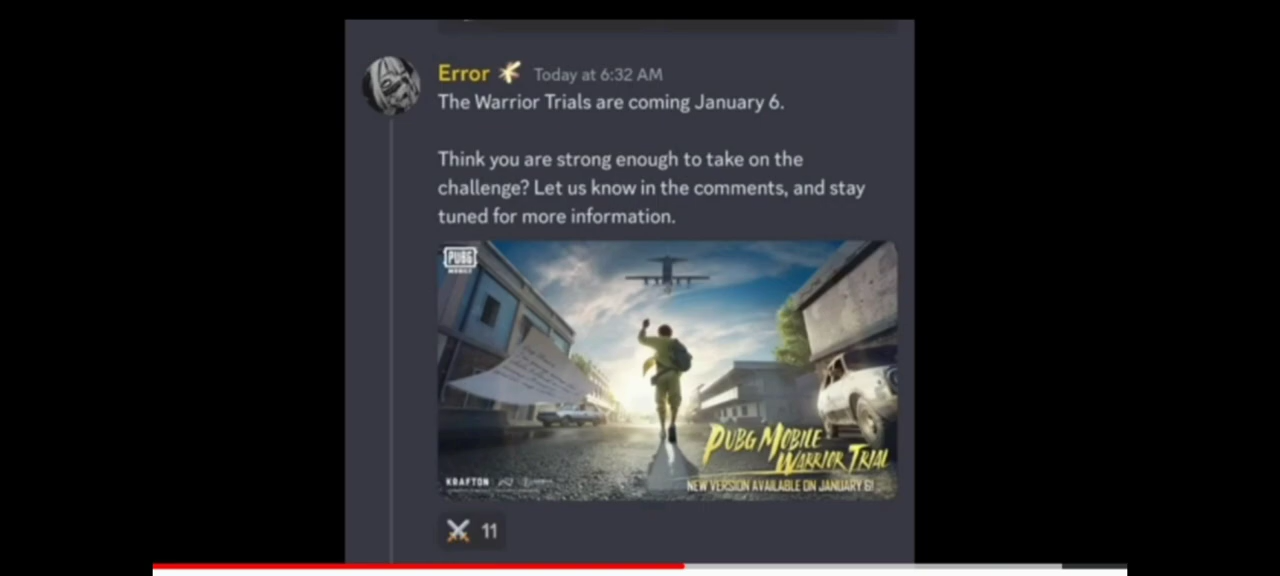 Error Today at 6:32 AM
The Warrior Trials are coming January 6.
Think you are strong enough to take on the
challenge? Let us know in the comments, and stay
tuned for more information.
PUBG
MOBILE
PUBG MOBILE
WARRIOR TRIAL
KRAFTON
NEW VERSION AVAILABLE ON JANUARY 6!
11